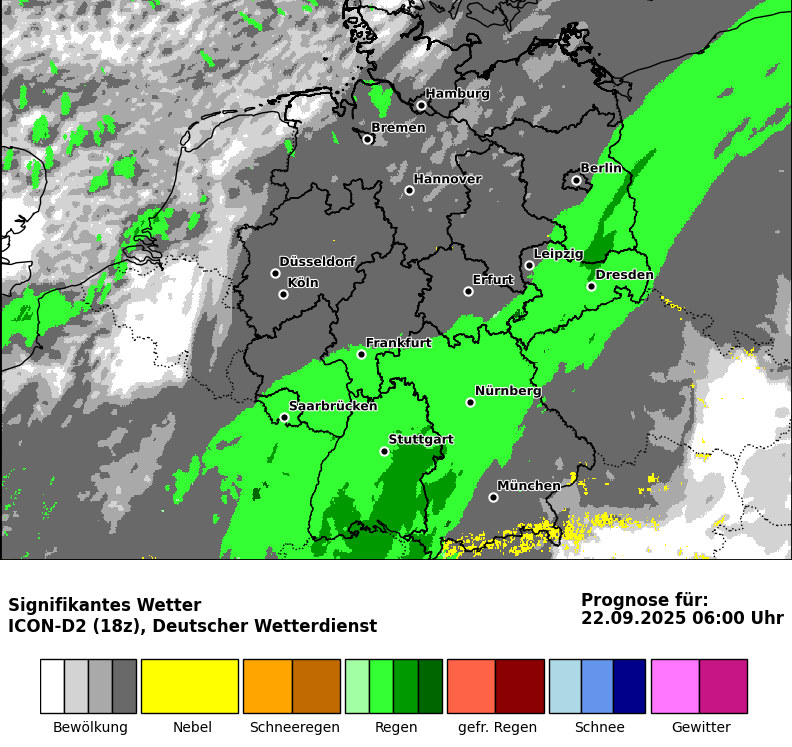 Hamburg
Bremen
Berlin
Hannover
Leipzig
Düsseldorf
Dresden
Köln
Erfurt
Frankfurt
Nürnberg
Saarbrücken
Stuttgart
München
Signifikantes Wetter
ICON-D2 (18z), Deutscher Wetterdienst
Prognose für:
22.09.2025 06:00 Uhr
Bewölkung Nebel Schneeregen Regen gefr. Regen Schnee Gewitter